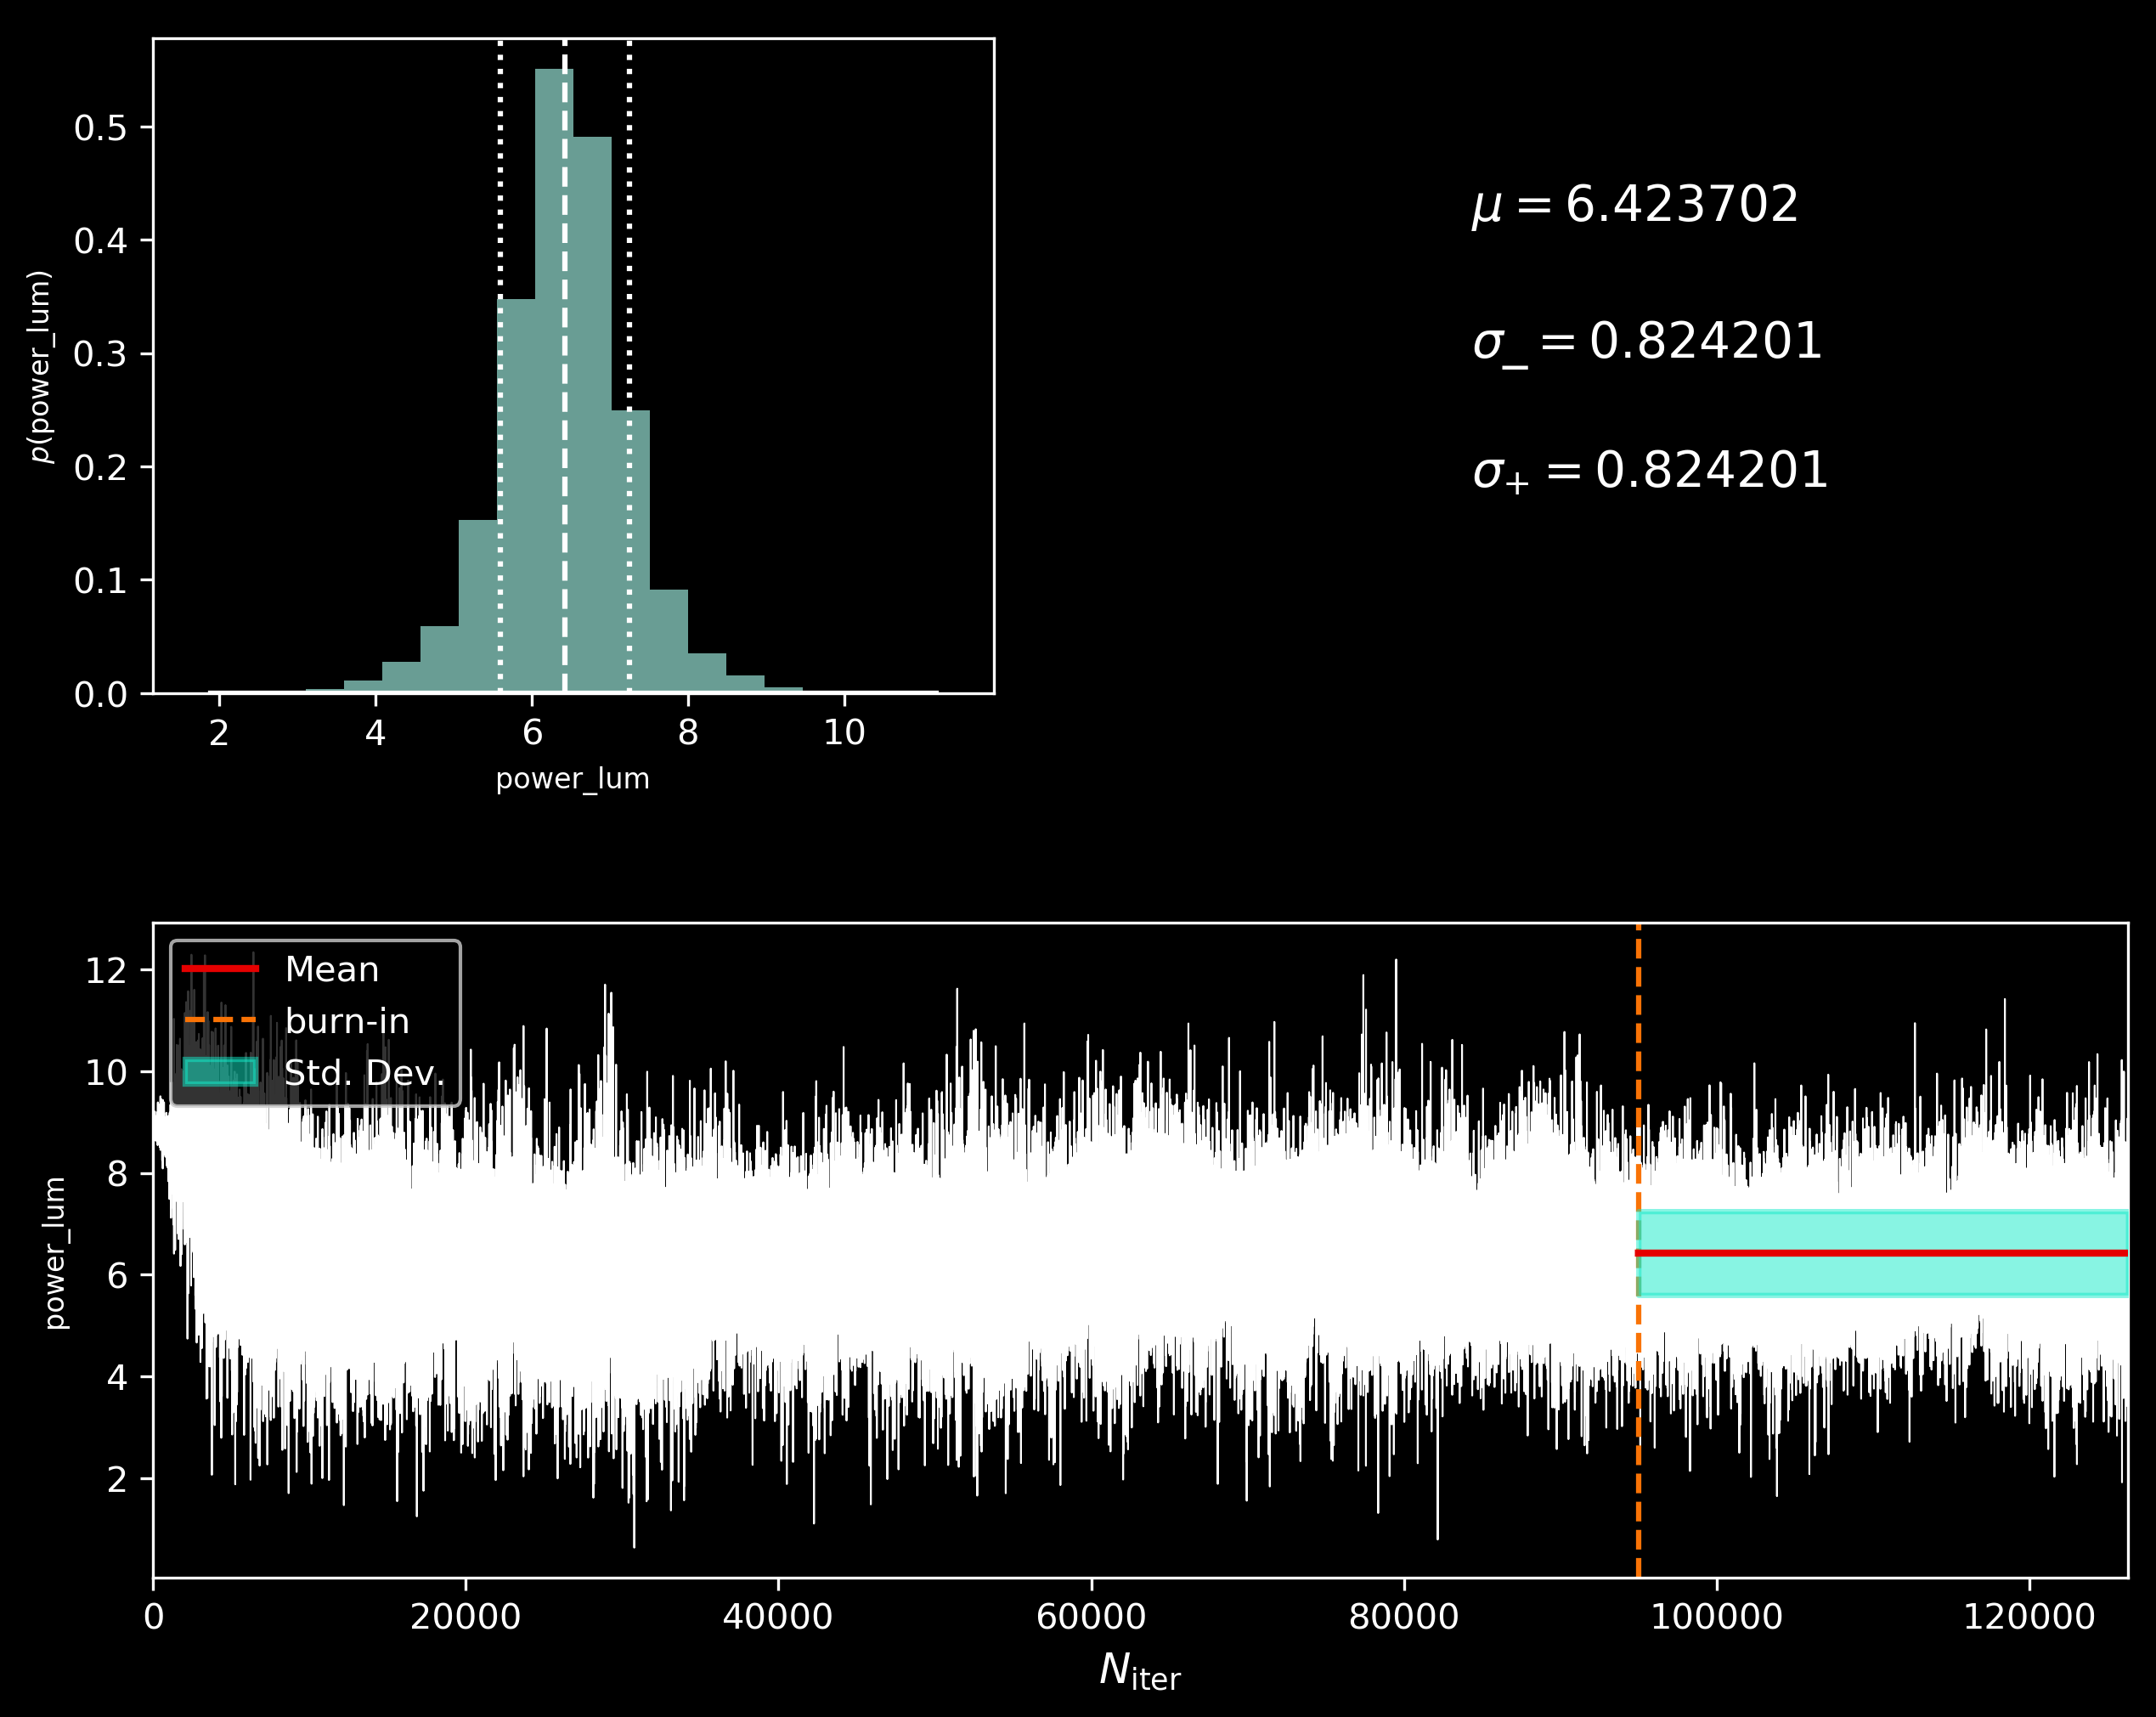 0.5
0.4
0.3
0.2
0.1
0.0
p(power_lum)
2 4 6 8 10
power_lum
μ = 6.423702
σ_ = 0.824201
σ+ = 0.824201
12
10
8
6
4
2
power_lum
Mean
burn-in
Std. Dev.
0 20000 40000 60000 80000 100000 120000
Niter